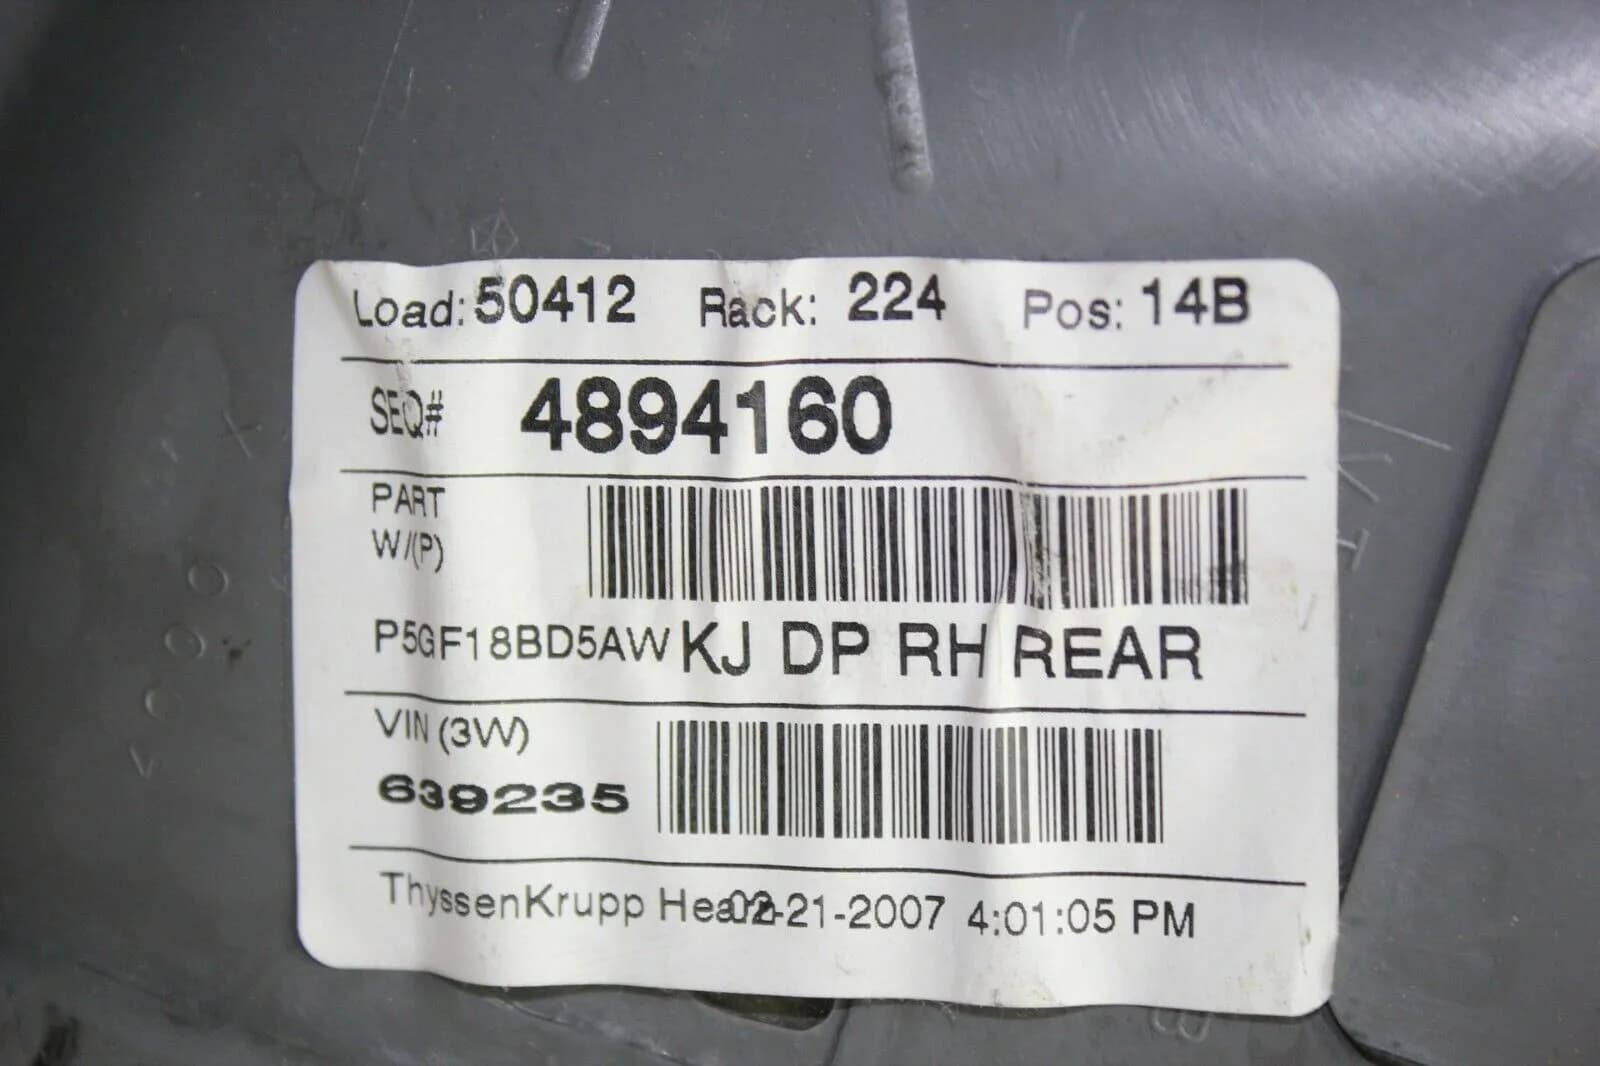 Load: 50412 Rack: 224 Pos: 14B
SEQ# 4894160
PART
W/(P)
P5GF18BD5AW KJ DP RH REAR
VIN (3W)
639235
ThyssenKrupp 02-21-2007 4:01:05 PM